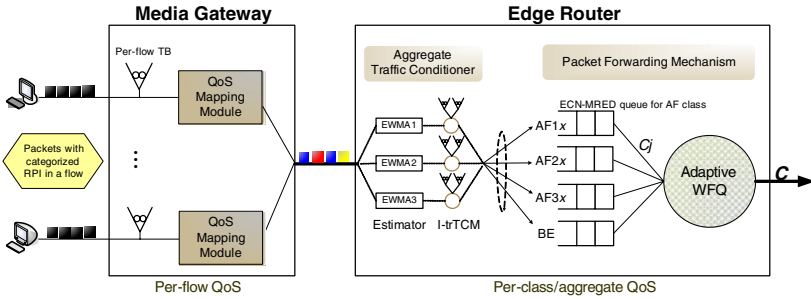 Media Gateway
Edge Router
Per-flow TB
QoS
Mapping
Module
Packets with
categorized
RPI in a flow
QoS
Mapping
Module
Per-flow QoS
Aggregate
Traffic Conditioner
Packet Forwarding Mechanism
ECN-MRED queue for AF class
EWMA1
EWMA2
EWMA3
Estimator
I-trTCM
AF1x
AF2x
AF3x
BE
Cj
Adaptive
WFQ
C
Per-class/aggregate QoS